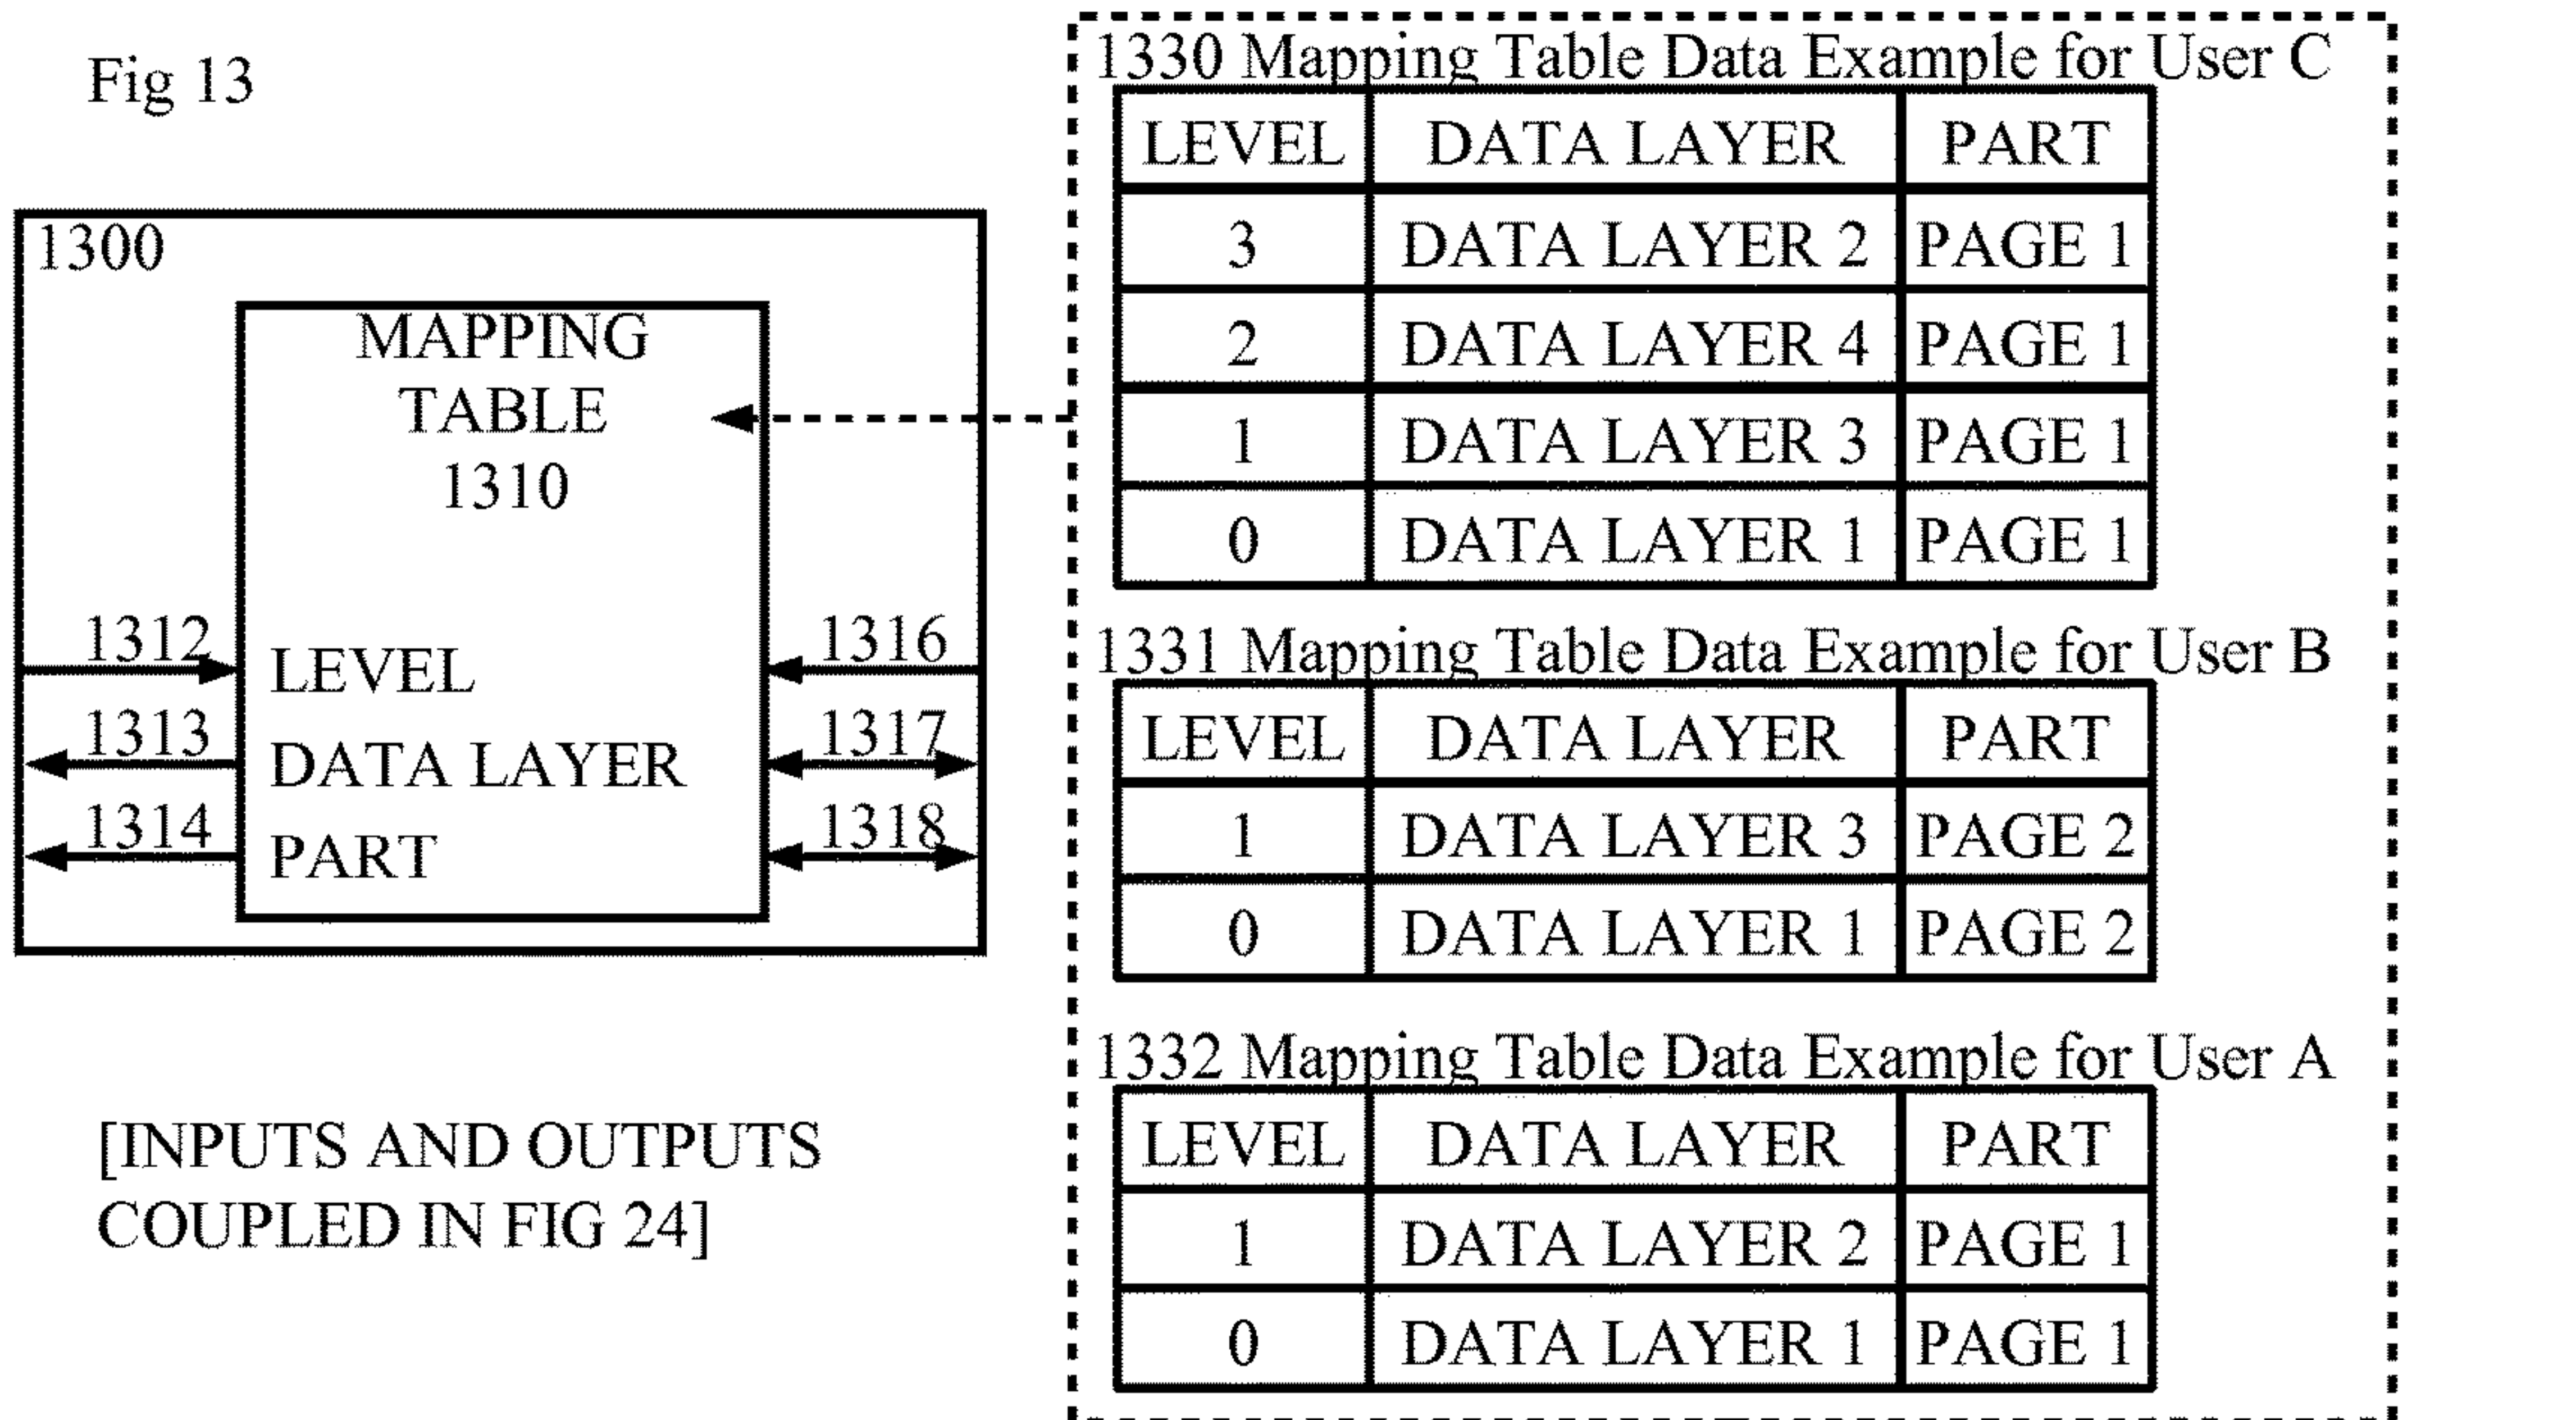 Fig 13
1300
MAPPING
TABLE
1310
1312
LEVEL
1316
1313
DATA LAYER
1317
1314
PART
1318
[INPUTS AND OUTPUTS
COUPLED IN FIG 24]
1330 Mapping Table Data Example for User C
LEVEL DATA LAYER PART
3 DATA LAYER 2 PAGE 1
2 DATA LAYER 4 PAGE 1
1 DATA LAYER 3 PAGE 1
0 DATA LAYER 1 PAGE 1
1331 Mapping Table Data Example for User B
LEVEL DATA LAYER PART
1 DATA LAYER 3 PAGE 2
0 DATA LAYER 1 PAGE 2
1332 Mapping Table Data Example for User A
LEVEL DATA LAYER PART
1 DATA LAYER 2 PAGE 1
0 DATA LAYER 1 PAGE 1